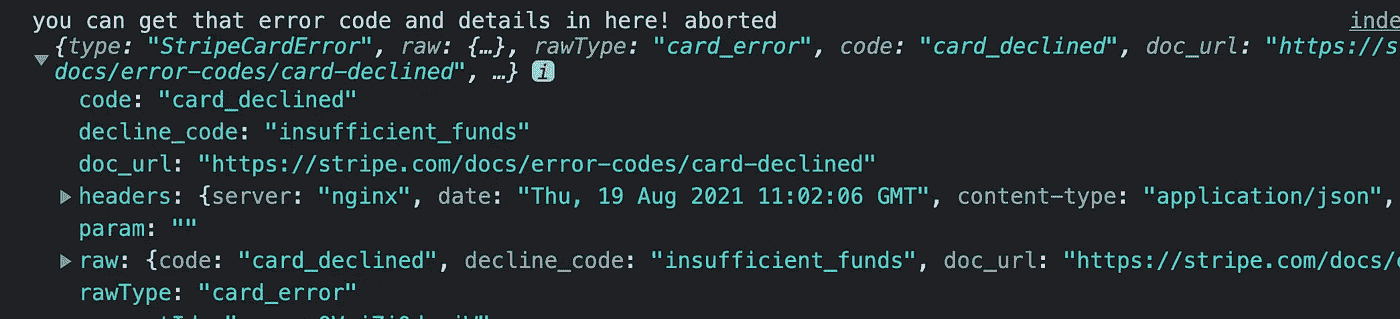 you can get that error code and details in here! aborted inde
{type: "StripeCardError", raw: {…}, rawType: "card_error", code: "card_declined", doc_url: "https://s
docs/error-codes/card-declined", …} i
code: "card_declined"
decline_code: "insufficient_funds"
doc_url: "https://stripe.com/docs/error-codes/card-declined"
headers: {server: "nginx", date: "Thu, 19 Aug 2021 11:02:06 GMT", content-type: "application/json",
param: ""
raw: {code: "card_declined", decline_code: "insufficient_funds", doc_url: "https://stripe.com/docs/
rawType: "card_error"